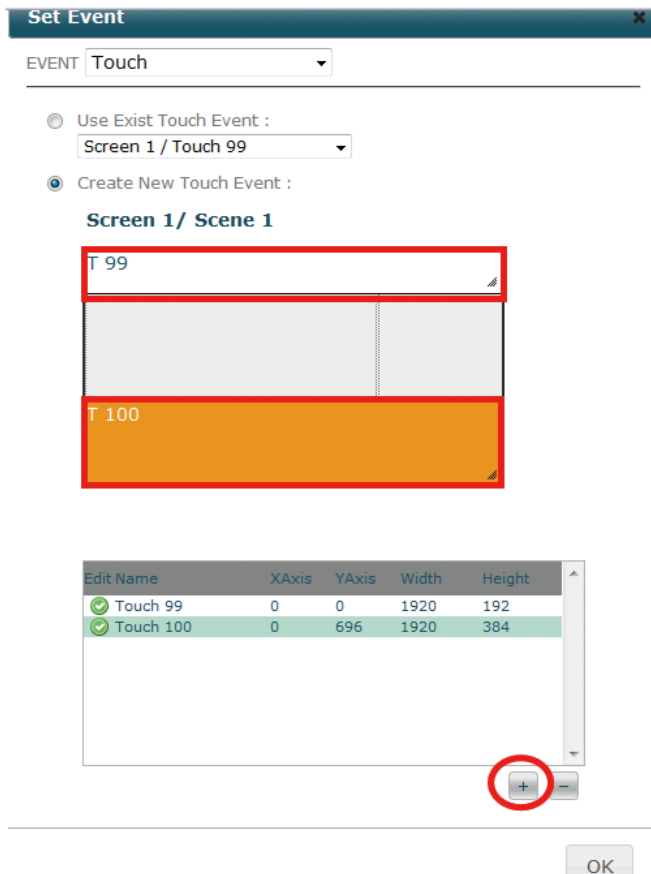 Set Event
EVENT Touch
Use Exist Touch Event :
Screen 1 / Touch 99
Create New Touch Event :
Screen 1/ Scene 1
T 99
T 100
Edit Name XAxis YAxis Width Height
Touch 99 0 0 1920 192
Touch 100 0 696 1920 384
+ −
OK